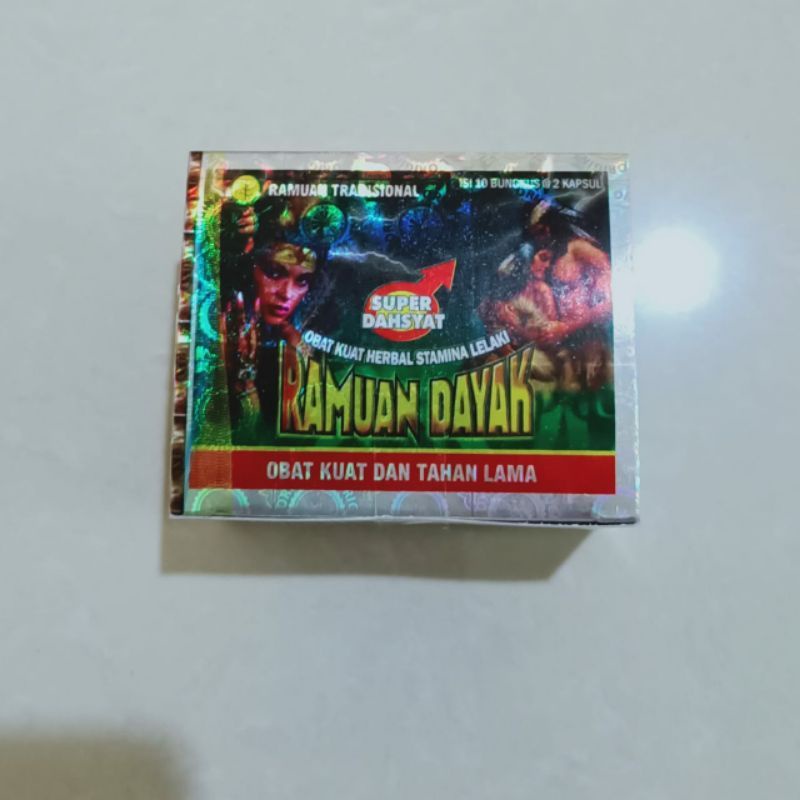 RAMUAN TRADISIONAL
ISI 10 BUNGKUS @ 2 KAPSUL
SUPER
DAHSYAT
OBAT KUAT HERBAL STAMINA LELAKI
RAMUAN DAYAK
OBAT KUAT DAN TAHAN LAMA